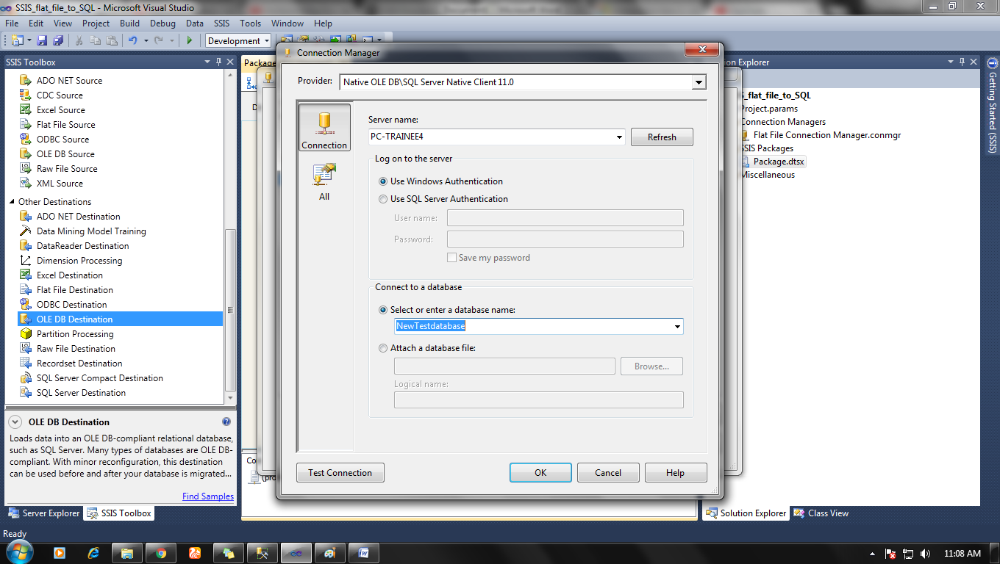 SSIS_flat_file_to_SQL - Microsoft Visual Studio
File Edit View Project Build Debug Data SSIS Tools Window Help
Development
SSIS Toolbox
ADO NET Source
CDC Source
Excel Source
Flat File Source
ODBC Source
OLE DB Source
Raw File Source
XML Source
Other Destinations
ADO NET Destination
Data Mining Model Training
DataReader Destination
Dimension Processing
Excel Destination
Flat File Destination
ODBC Destination
OLE DB Destination
Partition Processing
Raw File Destination
Recordset Destination
SQL Server Compact Destination
SQL Server Destination
OLE DB Destination
Loads data into an OLE DB-compliant relational database,
such as SQL Server. Many types of databases are OLE DB-
compliant. With minor reconfiguration, this destination
can be used before and after your database is migrated...
Find Samples
Server Explorer SSIS Toolbox
Package
D
Co
(pro
Connection Manager
Provider: Native OLE DB\SQL Server Native Client 11.0
Connection
All
Server name:
PC-TRAINEE4 Refresh
Log on to the server
Use Windows Authentication
Use SQL Server Authentication
User name:
Password:
Save my password
Connect to a database
Select or enter a database name:
NewTestdatabase
Attach a database file:
Browse...
Logical name:
Test Connection OK Cancel Help
ion Explorer
S_flat_file_to_SQL
Project.params
Connection Managers
Flat File Connection Manager.conmgr
SSIS Packages
Package.dtsx
Miscellaneous
Solution Explorer Class View
Getting Started (SSIS)
Ready
11:08 AM